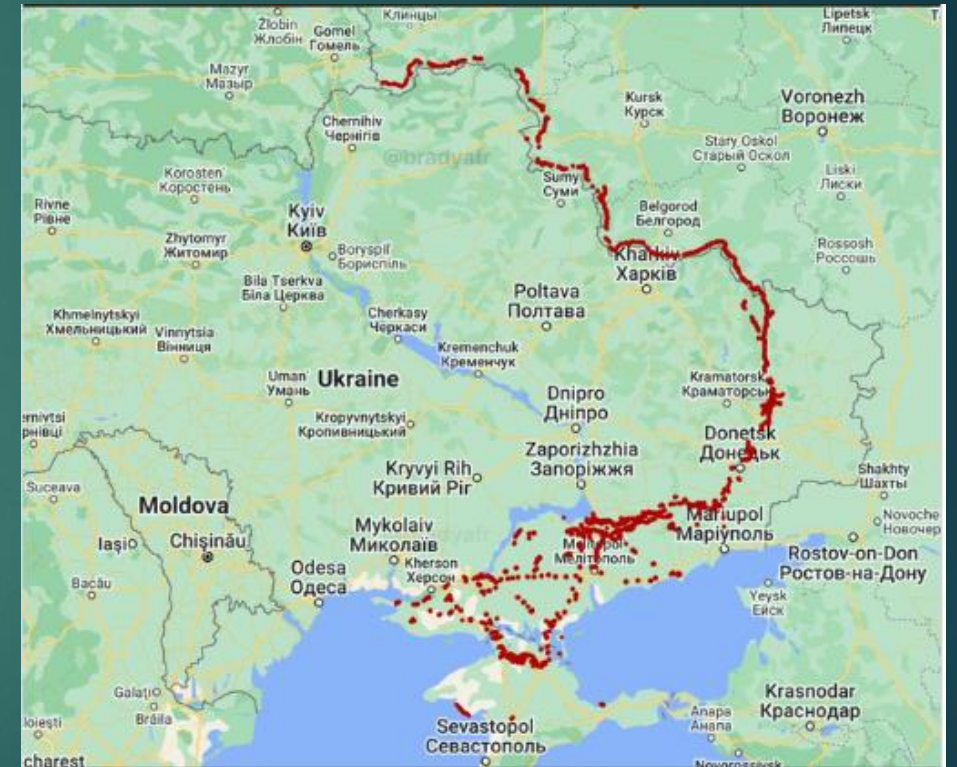 Клинцы
Žlobin
Жлобін
Gomel
Гомель
Lipetsk
Липецк
Mazyr
Мазыр
Kursk
Курск
Voronezh
Воронеж
Chernihiv
Чернігів
@bradyafr
Stary Oskol
Старый Оскол
Korosten
Коростень
Sumy
Суми
Liski
Лиски
Rivne
Рівне
Kyiv
Київ
Belgorod
Белгород
Zhytomyr
Житомир
Boryspil
Бориспіль
Kharkiv
Харків
Rossosh
Россошь
Bila Tserkva
Біла Церква
Poltava
Полтава
Khmelnytskyi
Хмельницький
Vinnytsia
Вінниця
Cherkasy
Черкаси
Kremenchuk
Кременчук
Uman
Умань
Ukraine
Kramatorsk
Краматорськ
Dnipro
Дніпро
Kropyvnytskyi
Кропивницький
Donetsk
Донецьк
Zaporizhzhia
Запоріжжя
Kryvyi Rih
Кривий Ріг
Shakhty
Шахты
Suceava
Moldova
Mariupol
Маріуполь
Mykolaiv
Миколаїв
Iași
Chișinău
Мелітополь
Rostov-on-Don
Ростов-на-Дону
Odesa
Одеса
Kherson
Херсон
Bacău
Yeysk
Ейск
Galați
Brăila
Krasnodar
Краснодар
Anapa
Анапа
Sevastopol
Севастополь